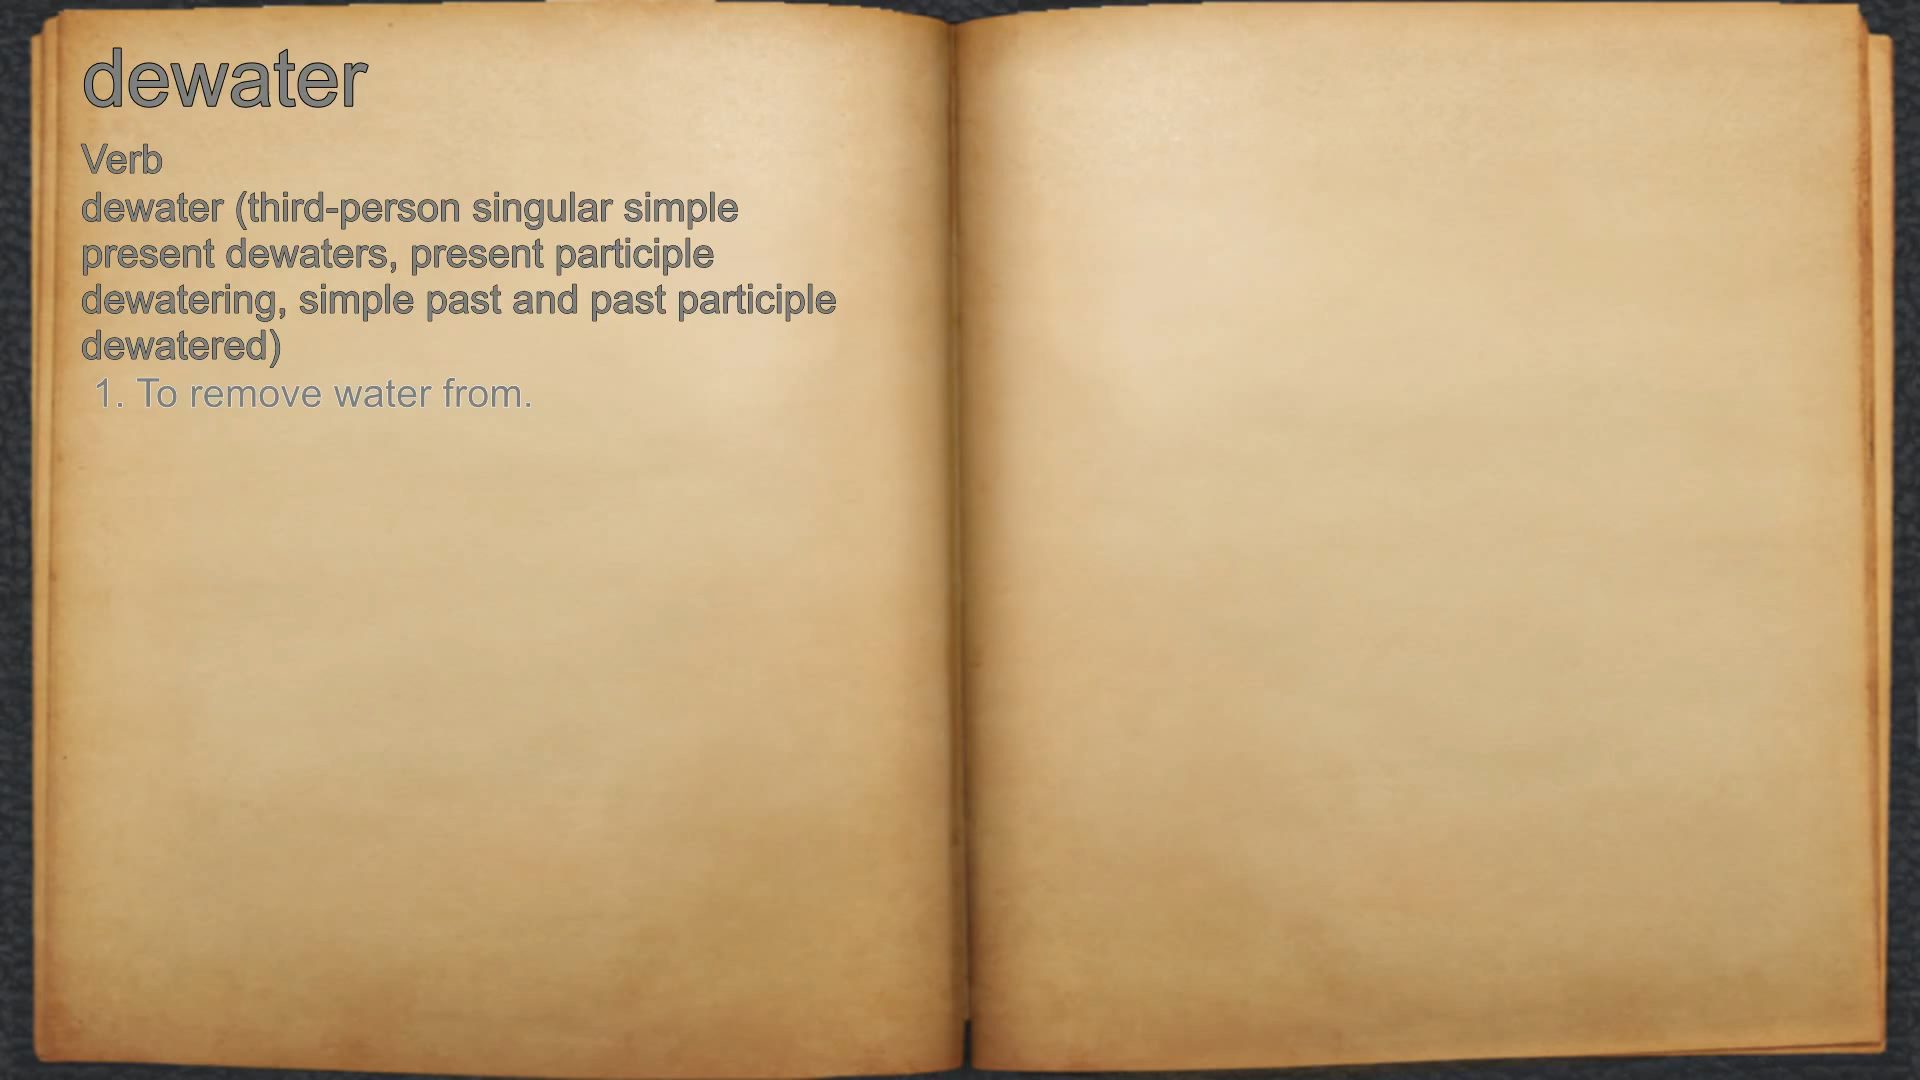 dewater
Verb
dewater (third-person singular simple
present dewaters, present participle
dewatering, simple past and past participle
dewatered)
1. To remove water from.